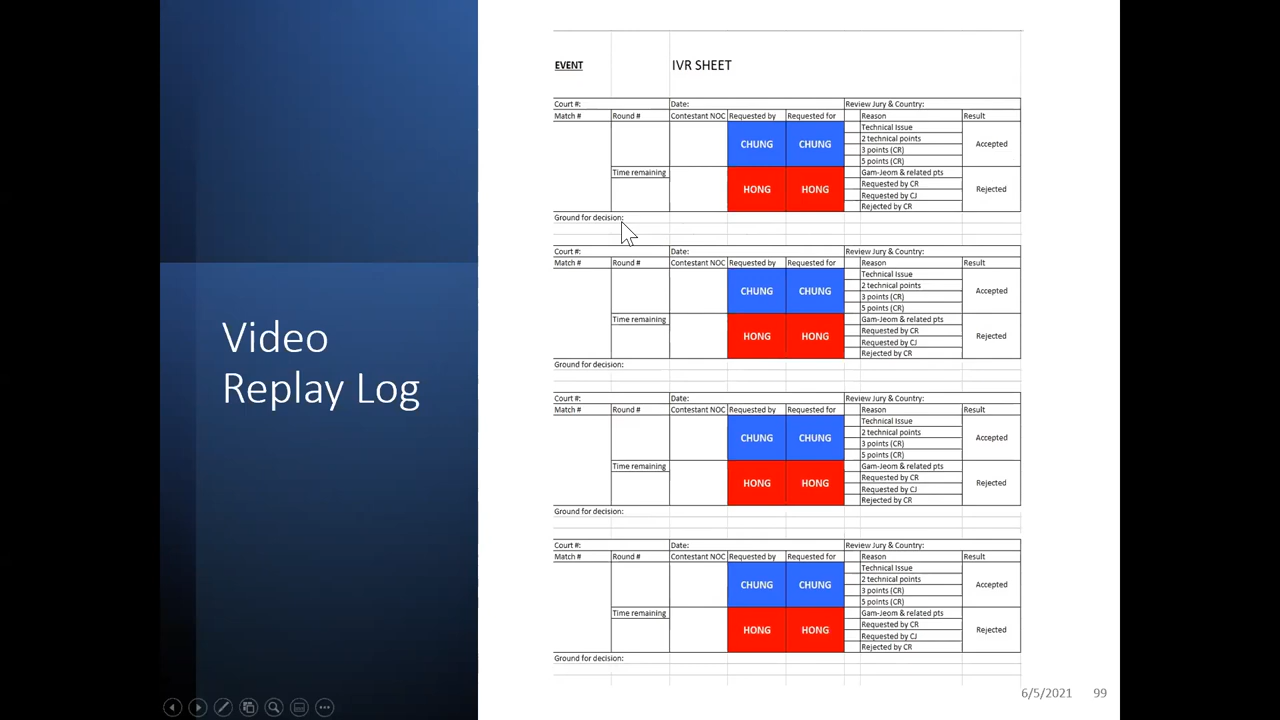 Video
Replay Log
EVENT IVR SHEET
Court #: Date: Review Jury & Country:
Match # Round # Contestant NOC Requested by Requested for Reason Result
Technical Issue
2 technical points
CHUNG CHUNG Accepted
3 points (CR)
5 points (CR)
Time remaining Gam-Jeom & related pts
Requested by CR
HONG HONG Rejected
Requested by CJ
Rejected by CR
Ground for decision:
Court #: Date: Review Jury & Country:
Match # Round # Contestant NOC Requested by Requested for Reason Result
Technical Issue
2 technical points
CHUNG CHUNG Accepted
3 points (CR)
5 points (CR)
Time remaining Gam-Jeom & related pts
Requested by CR
HONG HONG Rejected
Requested by CJ
Rejected by CR
Ground for decision:
Court #: Date: Review Jury & Country:
Match # Round # Contestant NOC Requested by Requested for Reason Result
Technical Issue
2 technical points
CHUNG CHUNG Accepted
3 points (CR)
5 points (CR)
Time remaining Gam-Jeom & related pts
Requested by CR
HONG HONG Rejected
Requested by CJ
Rejected by CR
Ground for decision:
Court #: Date: Review Jury & Country:
Match # Round # Contestant NOC Requested by Requested for Reason Result
Technical Issue
2 technical points
CHUNG CHUNG Accepted
3 points (CR)
5 points (CR)
Time remaining Gam-Jeom & related pts
Requested by CR
HONG HONG Rejected
Requested by CJ
Rejected by CR
Ground for decision:
6/5/2021 99